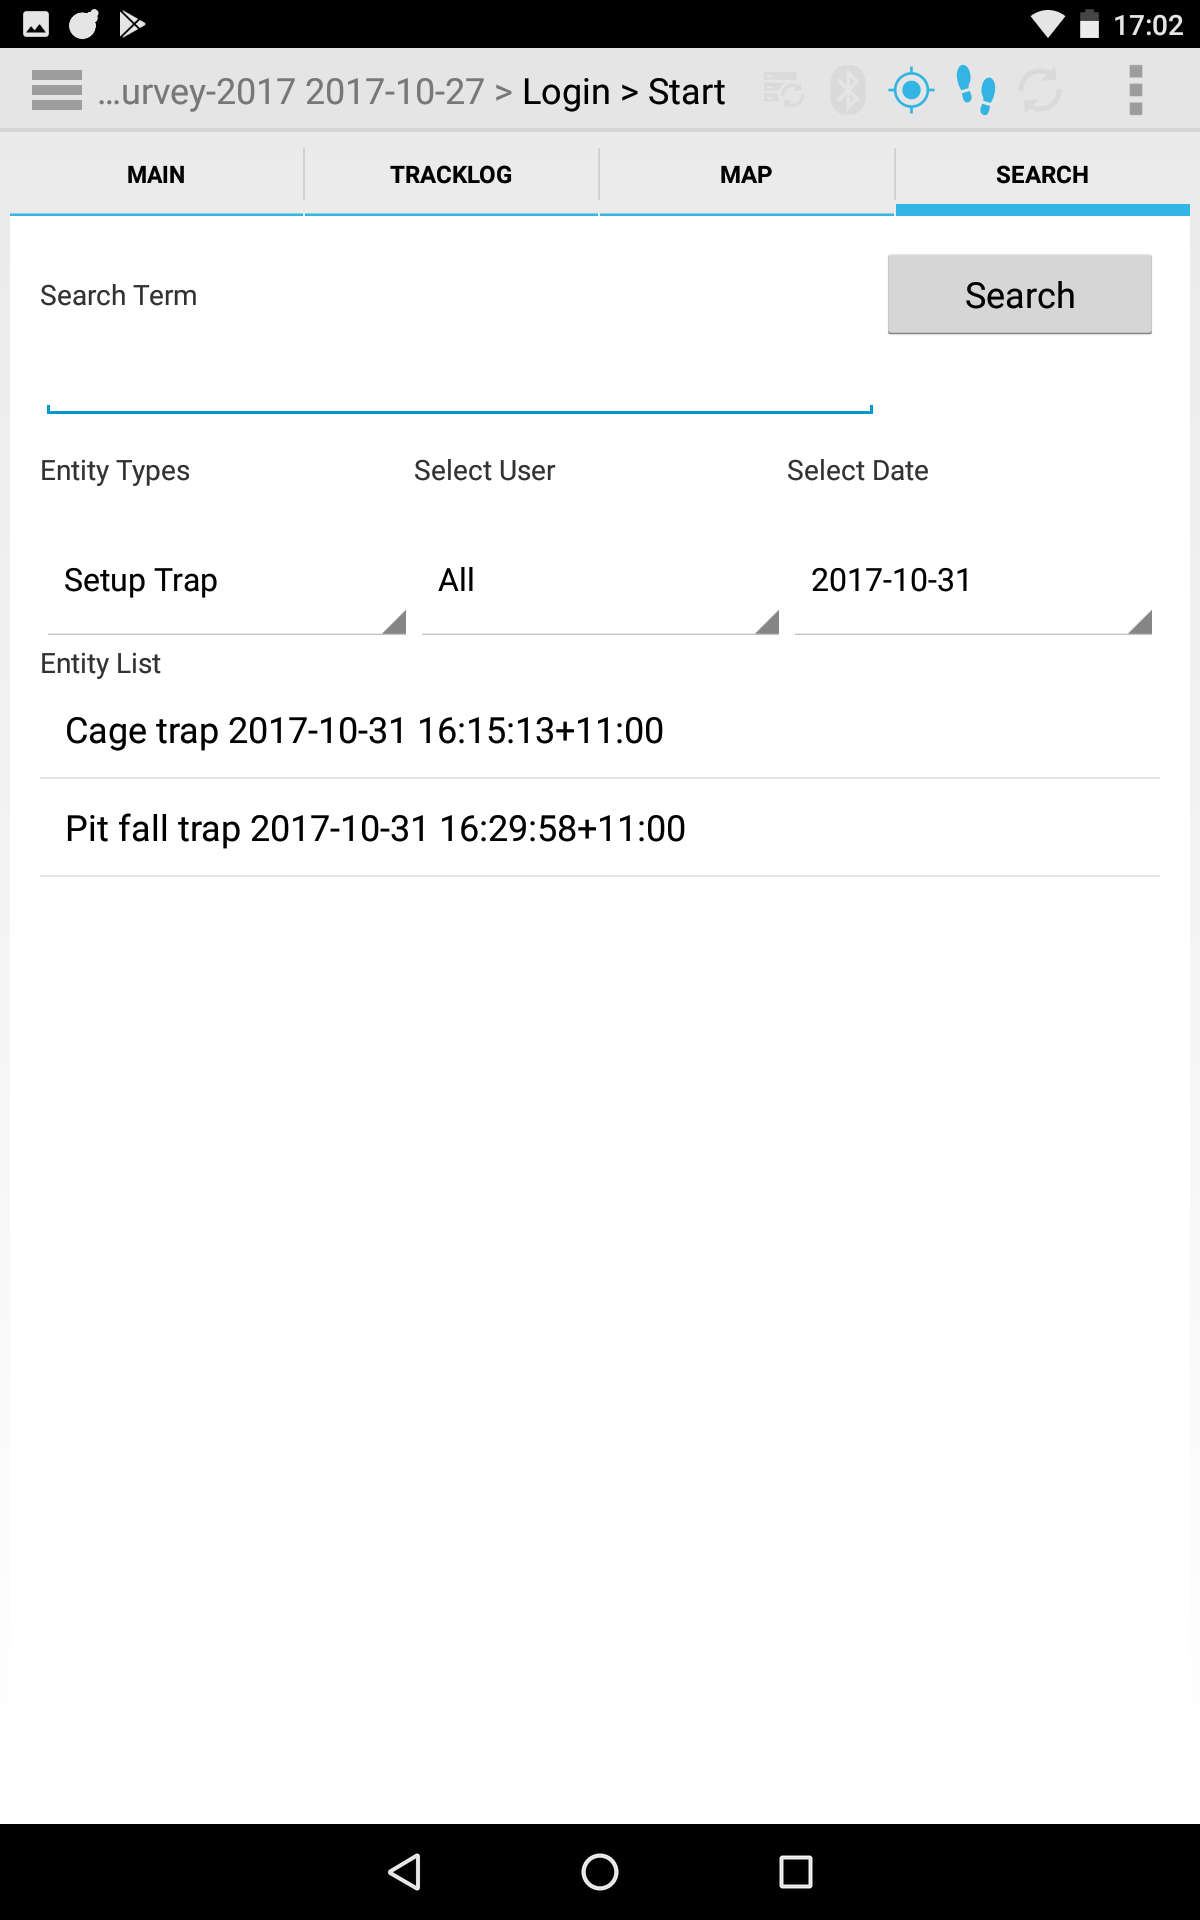 17:02
…urvey-2017 2017-10-27 > Login > Start
MAIN TRACKLOG MAP SEARCH
Search Term
Search
Entity Types Select User Select Date
Setup Trap All 2017-10-31
Entity List
Cage trap 2017-10-31 16:15:13+11:00
Pit fall trap 2017-10-31 16:29:58+11:00